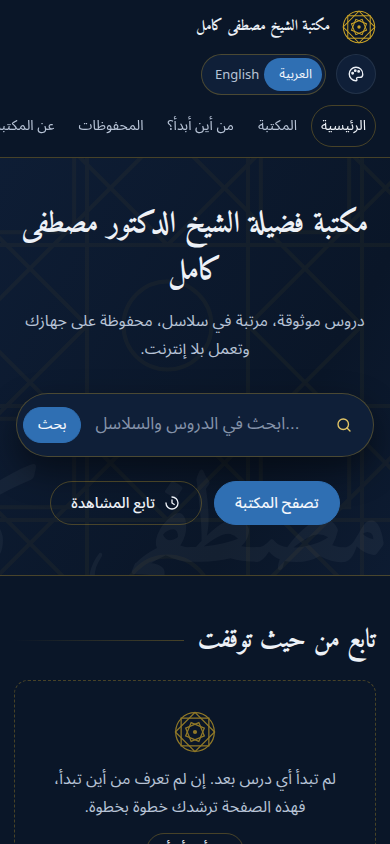 مكتبة الشيخ مصطفى كامل
العربية English
الرئيسية المكتبة من أين أبدأ؟ المحفوظات عن المكتبة
مكتبة فضيلة الشيخ الدكتور مصطفى
كامل
دروس موثوقة، مرتبة في سلاسل، محفوظة على جهازك
وتعمل بلا إنترنت.
ابحث في الدروس والسلاسل... بحث
تصفح المكتبة تابع المشاهدة
مصطفى
تابع من حيث توقفت
لم تبدأ أي درس بعد. إن لم تعرف من أين تبدأ،
فهذه الصفحة ترشدك خطوة بخطوة.